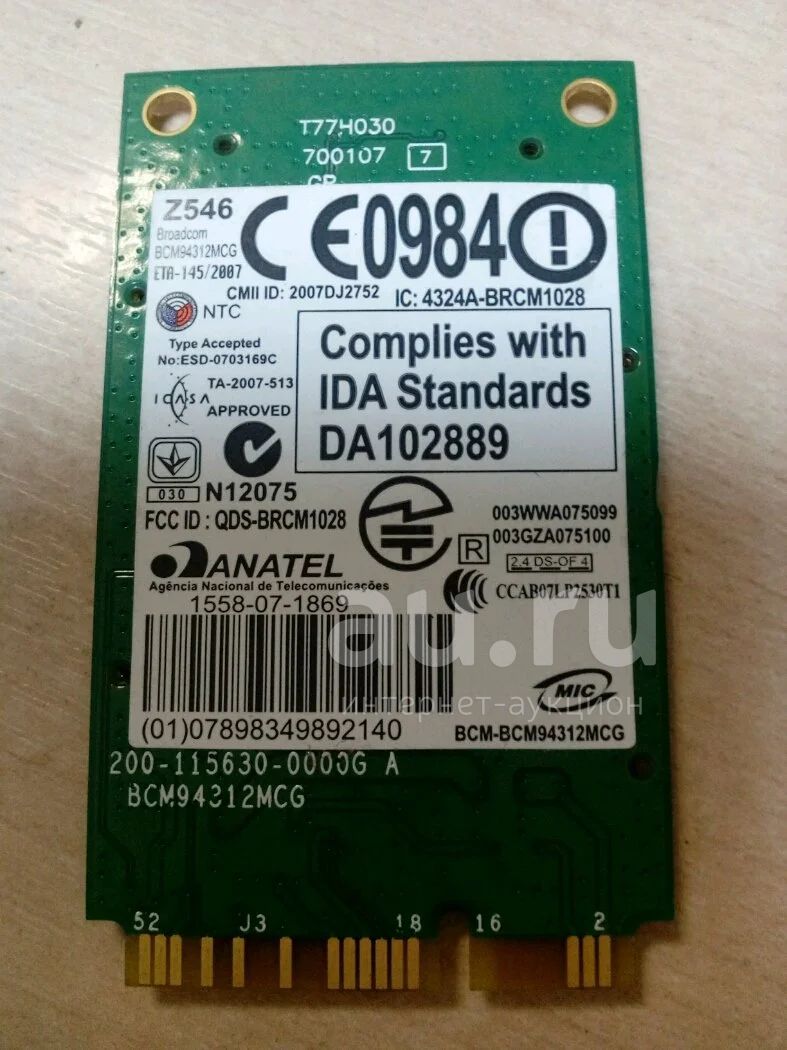 T77H030
700107 7
Z546
Broadcom
BCM94312MCG
ETA-145/2007
CE0984!
CMII ID: 2007DJ2752
IC: 4324A-BRCM1028
NTC
Type Accepted
No:ESD-0703169C
ICASA
TA-2007-513
APPROVED
Complies with
IDA Standards
DA102889
030 N12075
FCC ID : QDS-BRCM1028
R
003WWA075099
003GZA075100
2.4 DS-OF 4
ANATEL
Agência Nacional de Telecomunicações
1558-07-1869
CCAB07LP2530T1
au.ru
интернет-аукцион
(01)07898349892140
MIC
BCM-BCM94312MCG
200-115630-0000G A
BCM94312MCG
52 J3 18 16 2